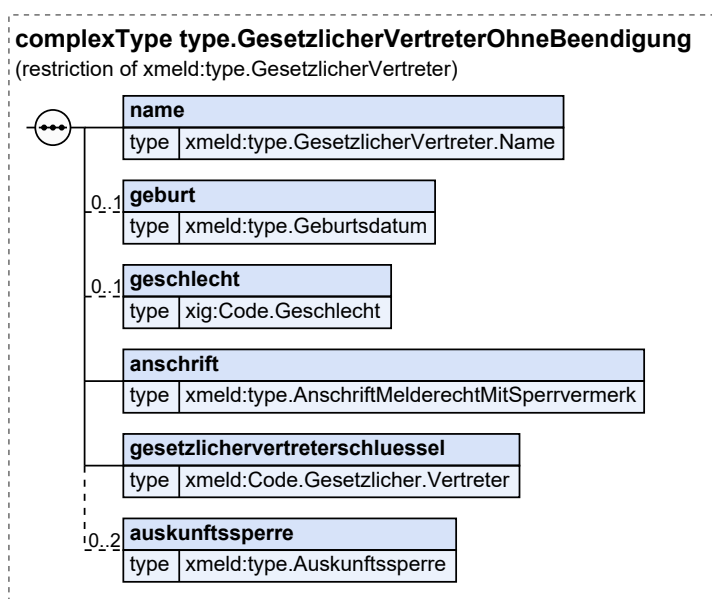 complexType type.GesetzlicherVertreterOhneBeendigung
(restriction of xmeld:type.GesetzlicherVertreter)
name
type xmeld:type.GesetzlicherVertreter.Name
0..1 geburt
type xmeld:type.Geburtsdatum
0..1 geschlecht
type xig:Code.Geschlecht
anschrift
type xmeld:type.AnschriftMelderechtMitSperrvermerk
gesetzlichervertreterschluessel
type xmeld:Code.Gesetzlicher.Vertreter
0..2 auskunftssperre
type xmeld:type.Auskunftssperre